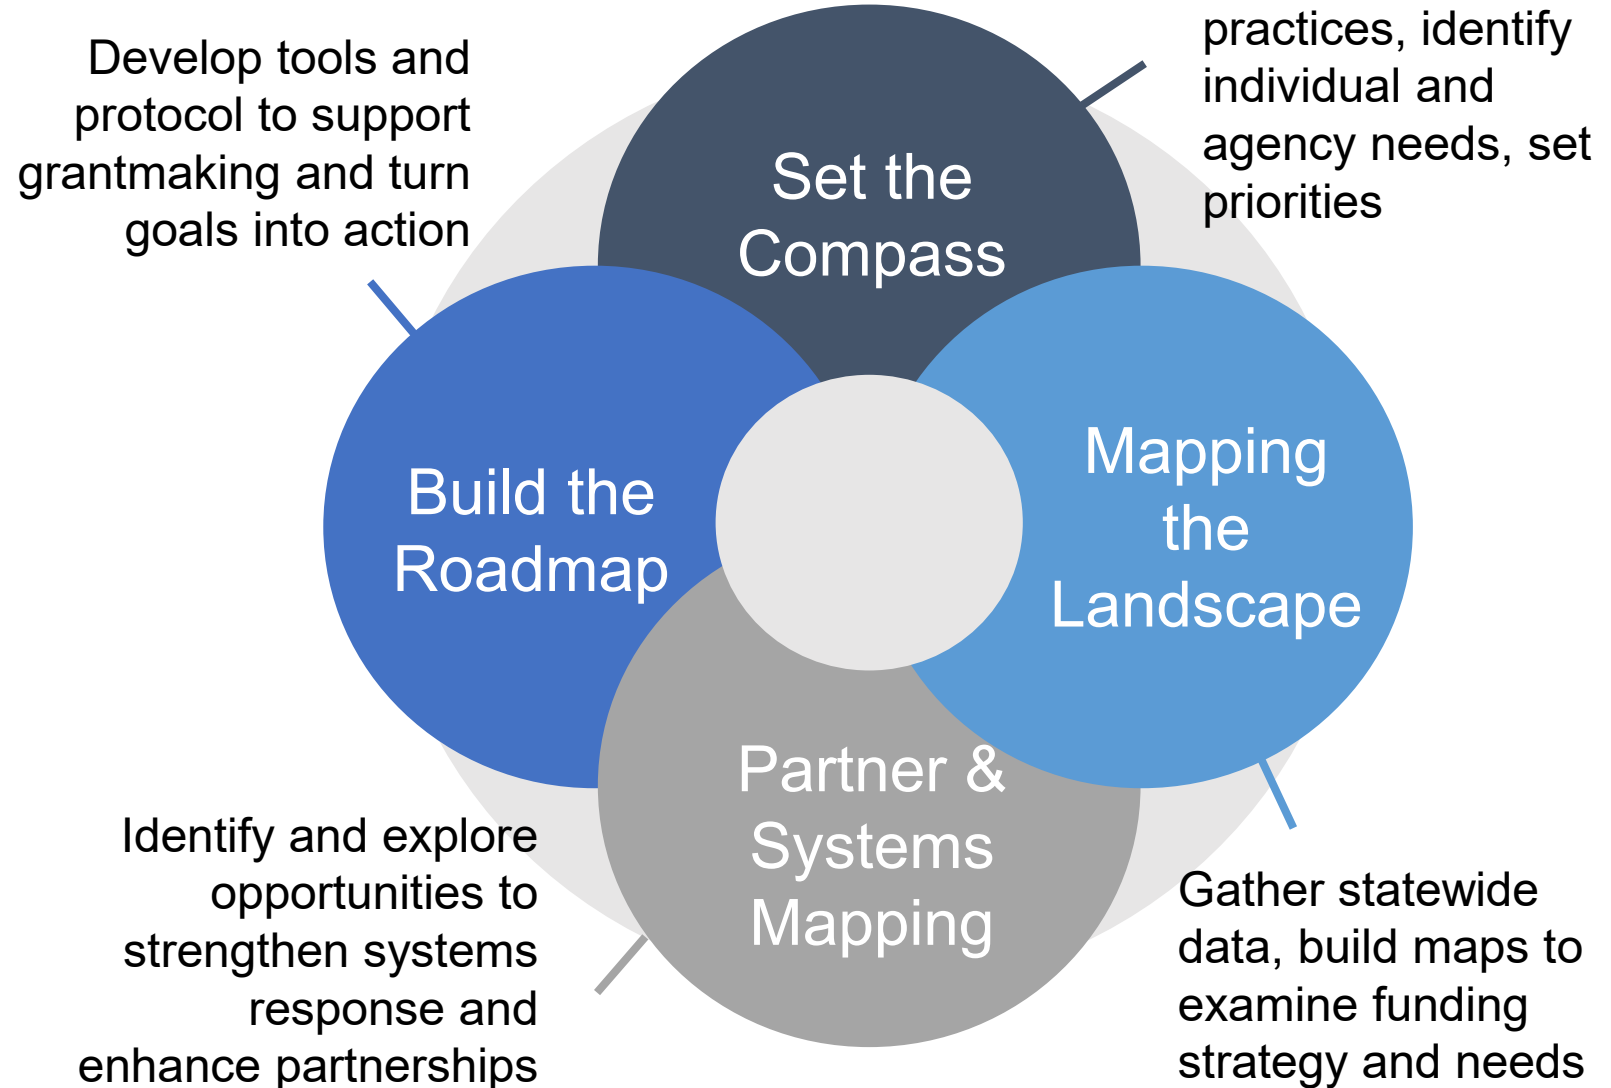 Develop tools and
protocol to support
grantmaking and turn
goals into action
Set the
Compass
practices, identify
individual and
agency needs, set
priorities
Build the
Roadmap
Mapping
the
Landscape
Partner &
Systems
Mapping
Identify and explore
opportunities to
strengthen systems
response and
enhance partnerships
Gather statewide
data, build maps to
examine funding
strategy and needs